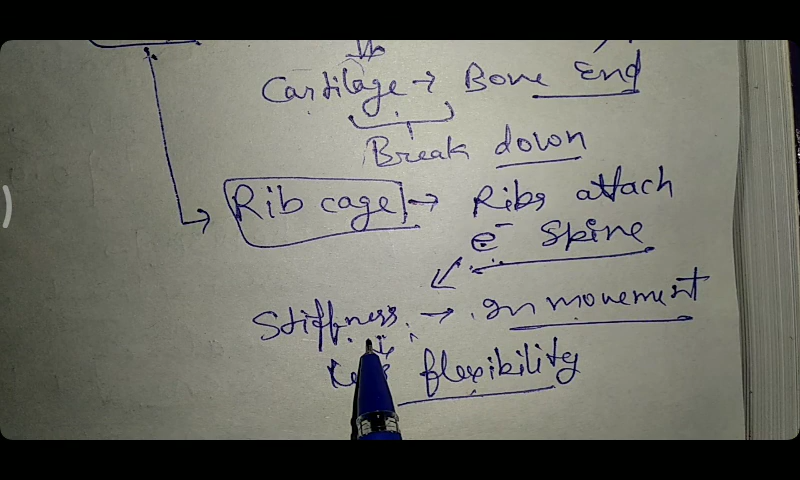 Cartilage → Bone End
Break down
Rib cage → Ribs attach
e⁻ Spine
Stiffness → In movement
flexibility